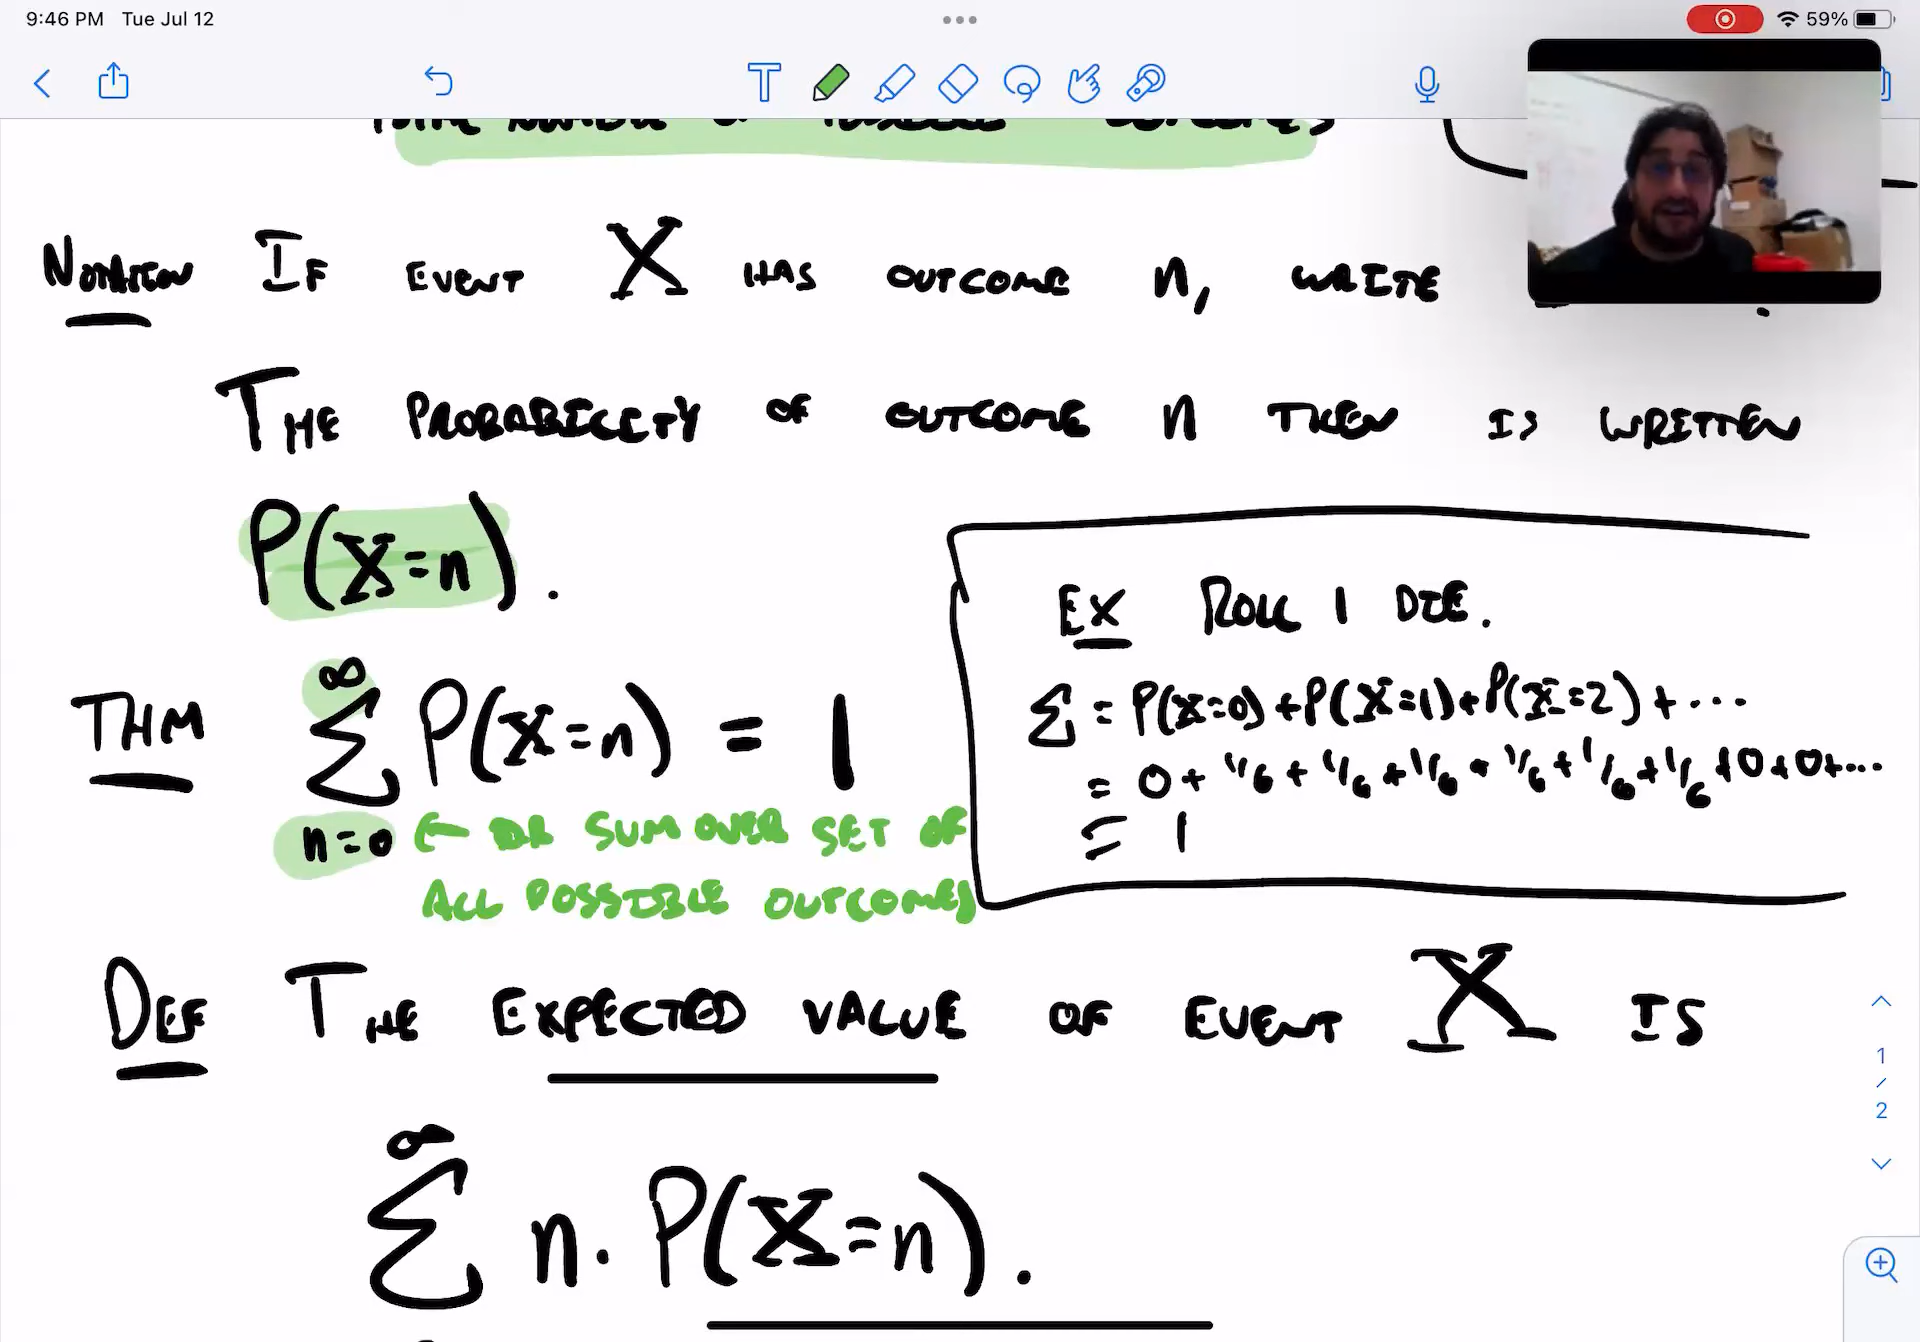 9:46 PM Tue Jul 12
59%
NOTATION IF EVENT X HAS OUTCOME n, WRITE
THE PROBABILITY OF OUTCOME n THEN IS WRITTEN
P(X=n).
EX ROLL 1 DIE.
∑ = P(X=0)+P(X=1)+P(X=2)+...
= 0+1/6+1/6+1/6+1/6+1/6+1/6+0+0+...
= 1
THM ∞∑n=0 P(X=n) = 1
← OR SUM OVER SET OF
ALL POSSIBLE OUTCOMES
DEF THE EXPECTED VALUE OF EVENT X IS
∞∑ n·P(X=n).
1
/
2